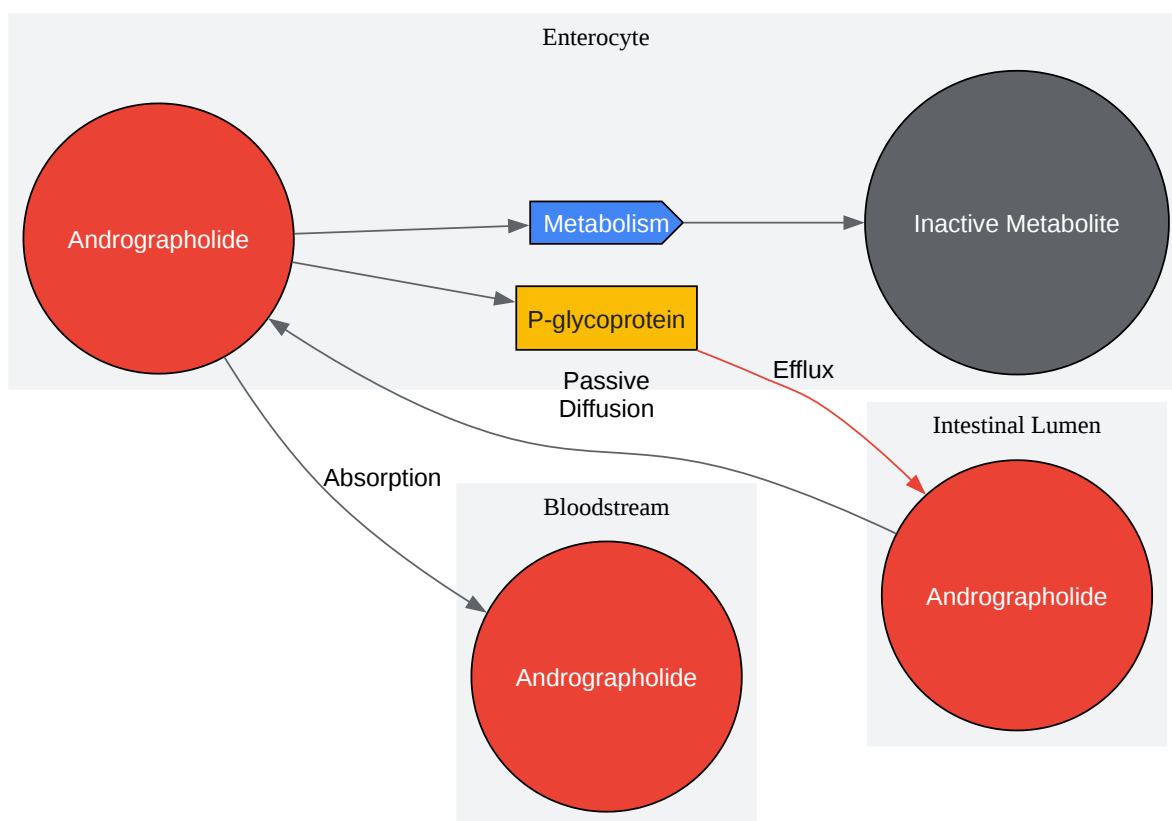 Enterocyte
Andrographolide
Metabolism
Inactive Metabolite
P-glycoprotein
Passive
Diffusion
Efflux
Intestinal Lumen
Absorption
Bloodstream
Andrographolide
Andrographolide